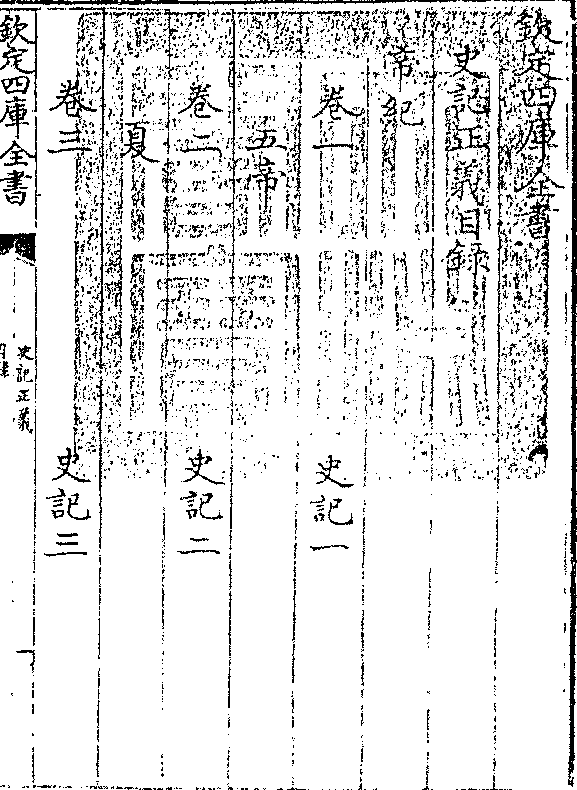 欽定四庫全書
史記正義目錄
帝紀
卷一 史記一
五帝
卷二 史記二
夏
卷三 史記三
欽定四庫全書
史記正義
目錄
一